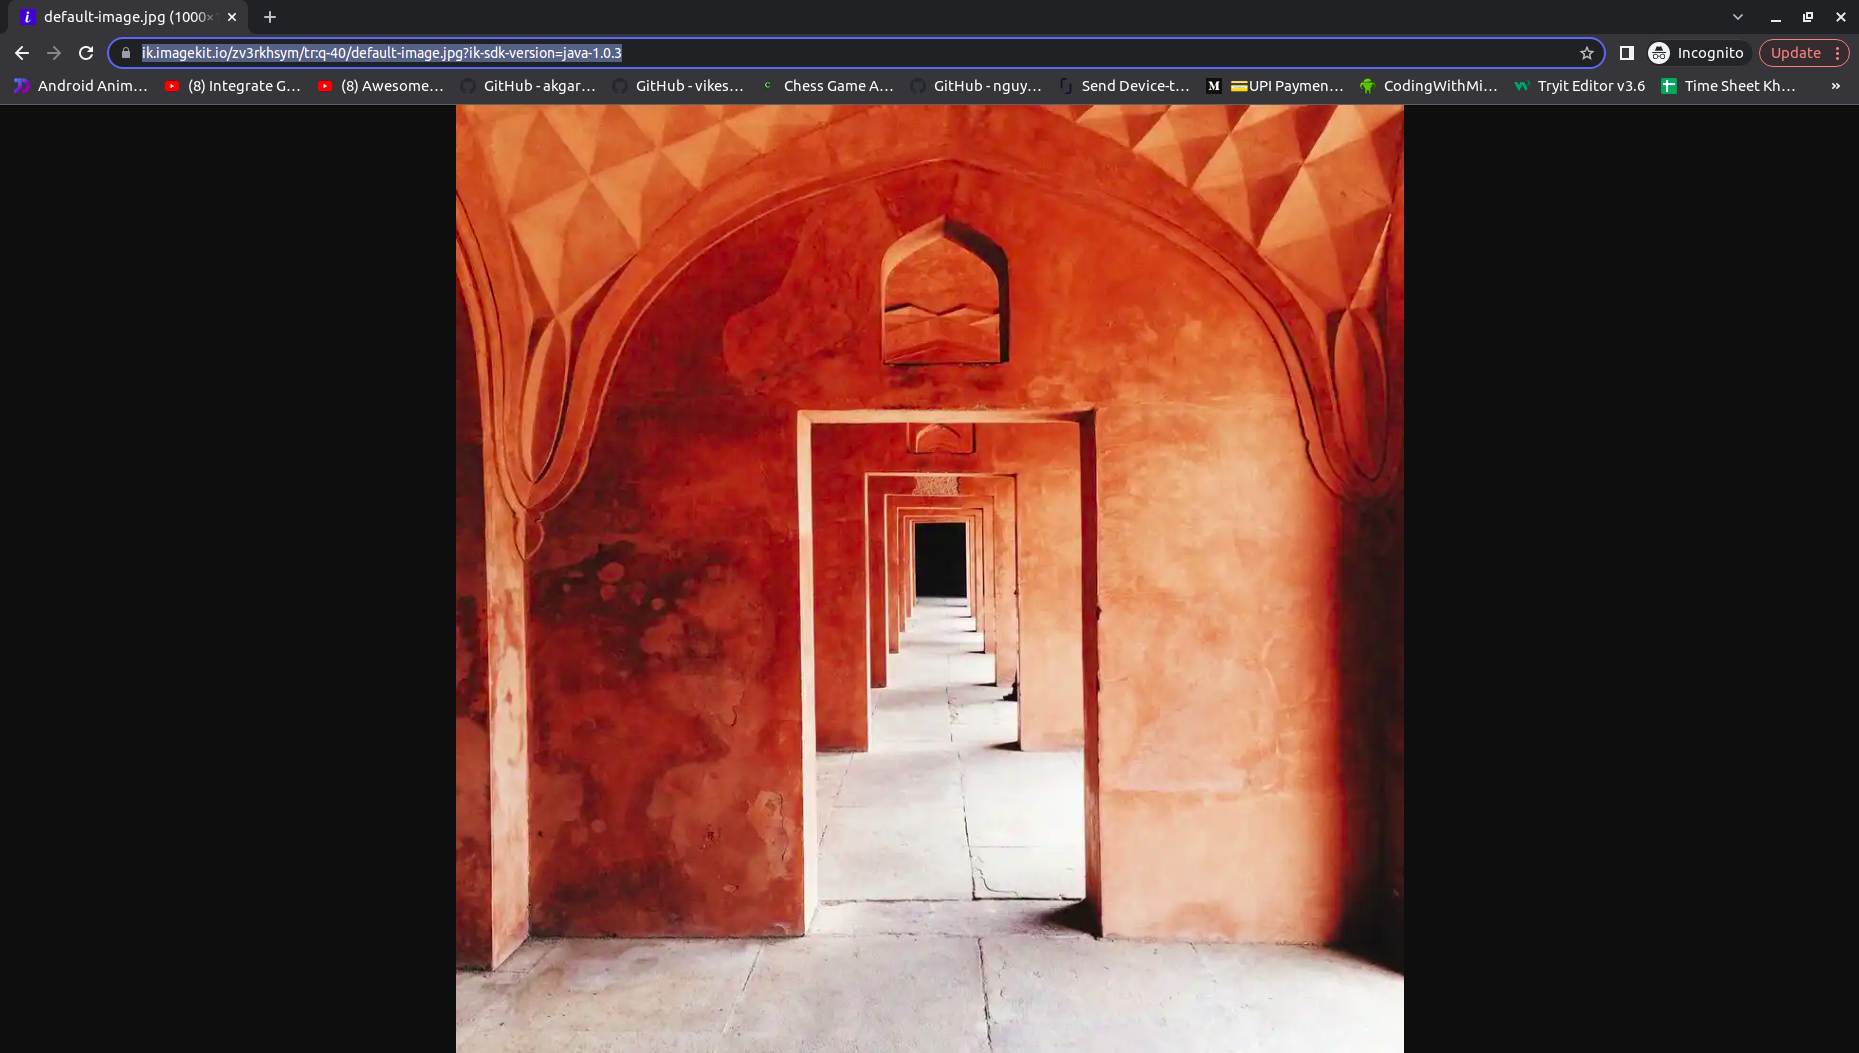 default-image.jpg (1000×
ik.imagekit.io/zv3rkhsym/tr:q-40/default-image.jpg?ik-sdk-version=java-1.0.3
Incognito
Update
Android Anim…
(8) Integrate G…
(8) Awesome…
GitHub - akgar…
GitHub - vikes…
Chess Game A…
GitHub - nguy…
Send Device-t…
UPI Paymen…
CodingWithMi…
Tryit Editor v3.6
Time Sheet Kh…
»